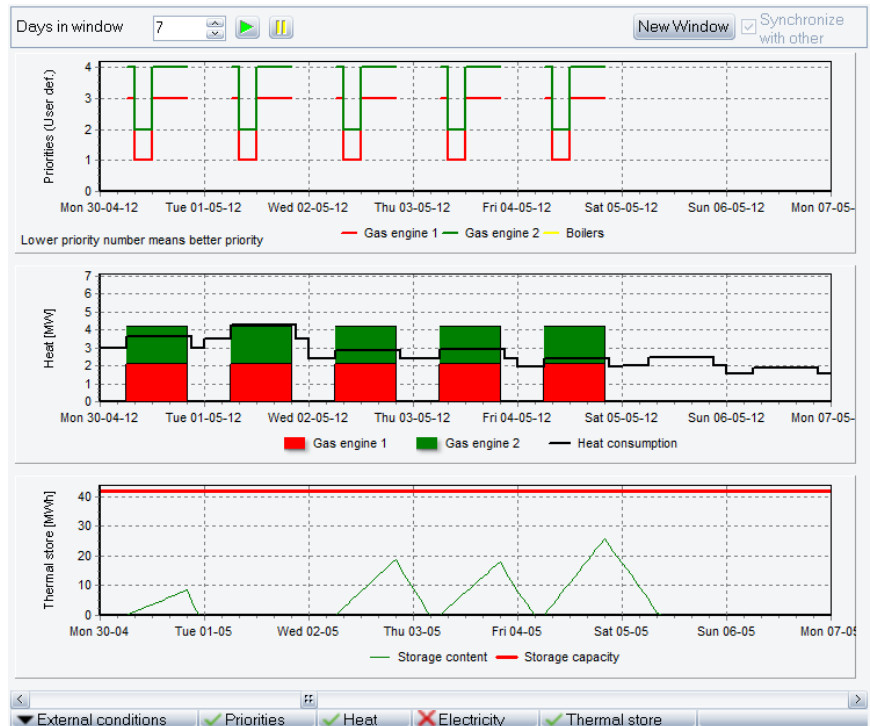 Days in window 7 New Window Synchronize
with other
4
3
2
1
0
Priorities (User def.)
Mon 30-04-12 Tue 01-05-12 Wed 02-05-12 Thu 03-05-12 Fri 04-05-12 Sat 05-05-12 Sun 06-05-12 Mon 07-05-
Lower priority number means better priority
Gas engine 1 Gas engine 2 Boilers
7
6
5
4
3
2
1
0
Heat [MW]
Mon 30-04-12 Tue 01-05-12 Wed 02-05-12 Thu 03-05-12 Fri 04-05-12 Sat 05-05-12 Sun 06-05-12 Mon 07-05-
Gas engine 1 Gas engine 2 Heat consumption
40
30
20
10
0
Thermal store [MWh]
Mon 30-04 Tue 01-05 Wed 02-05 Thu 03-05 Fri 04-05 Sat 05-05 Sun 06-05 Mon 07-05
Storage content Storage capacity
External conditions Priorities Heat Electricity Thermal store